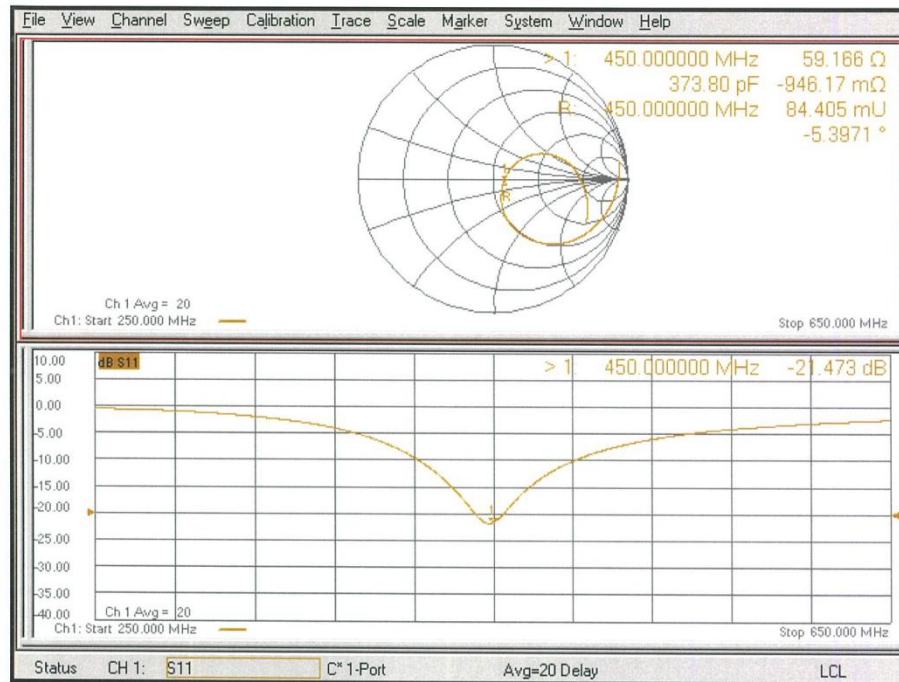 File View Channel Sweep Calibration Trace Scale Marker System Window Help
> 1: 450.000000 MHz 59.166 Ω
373.80 pF -946.17 mΩ
R: 450.000000 MHz 84.405 mU
-5.3971 °
1
R
Ch 1 Avg = 20
Ch1: Start 250.000 MHz Stop 650.000 MHz
10.00 dB S11 > 1: 450.000000 MHz -21.473 dB
5.00
0.00
-5.00
-10.00
-15.00
-20.00
1
-25.00
-30.00
-35.00
-40.00 Ch 1 Avg = 20
Ch1: Start 250.000 MHz Stop 650.000 MHz
Status CH 1: S11 C* 1-Port Avg=20 Delay LCL